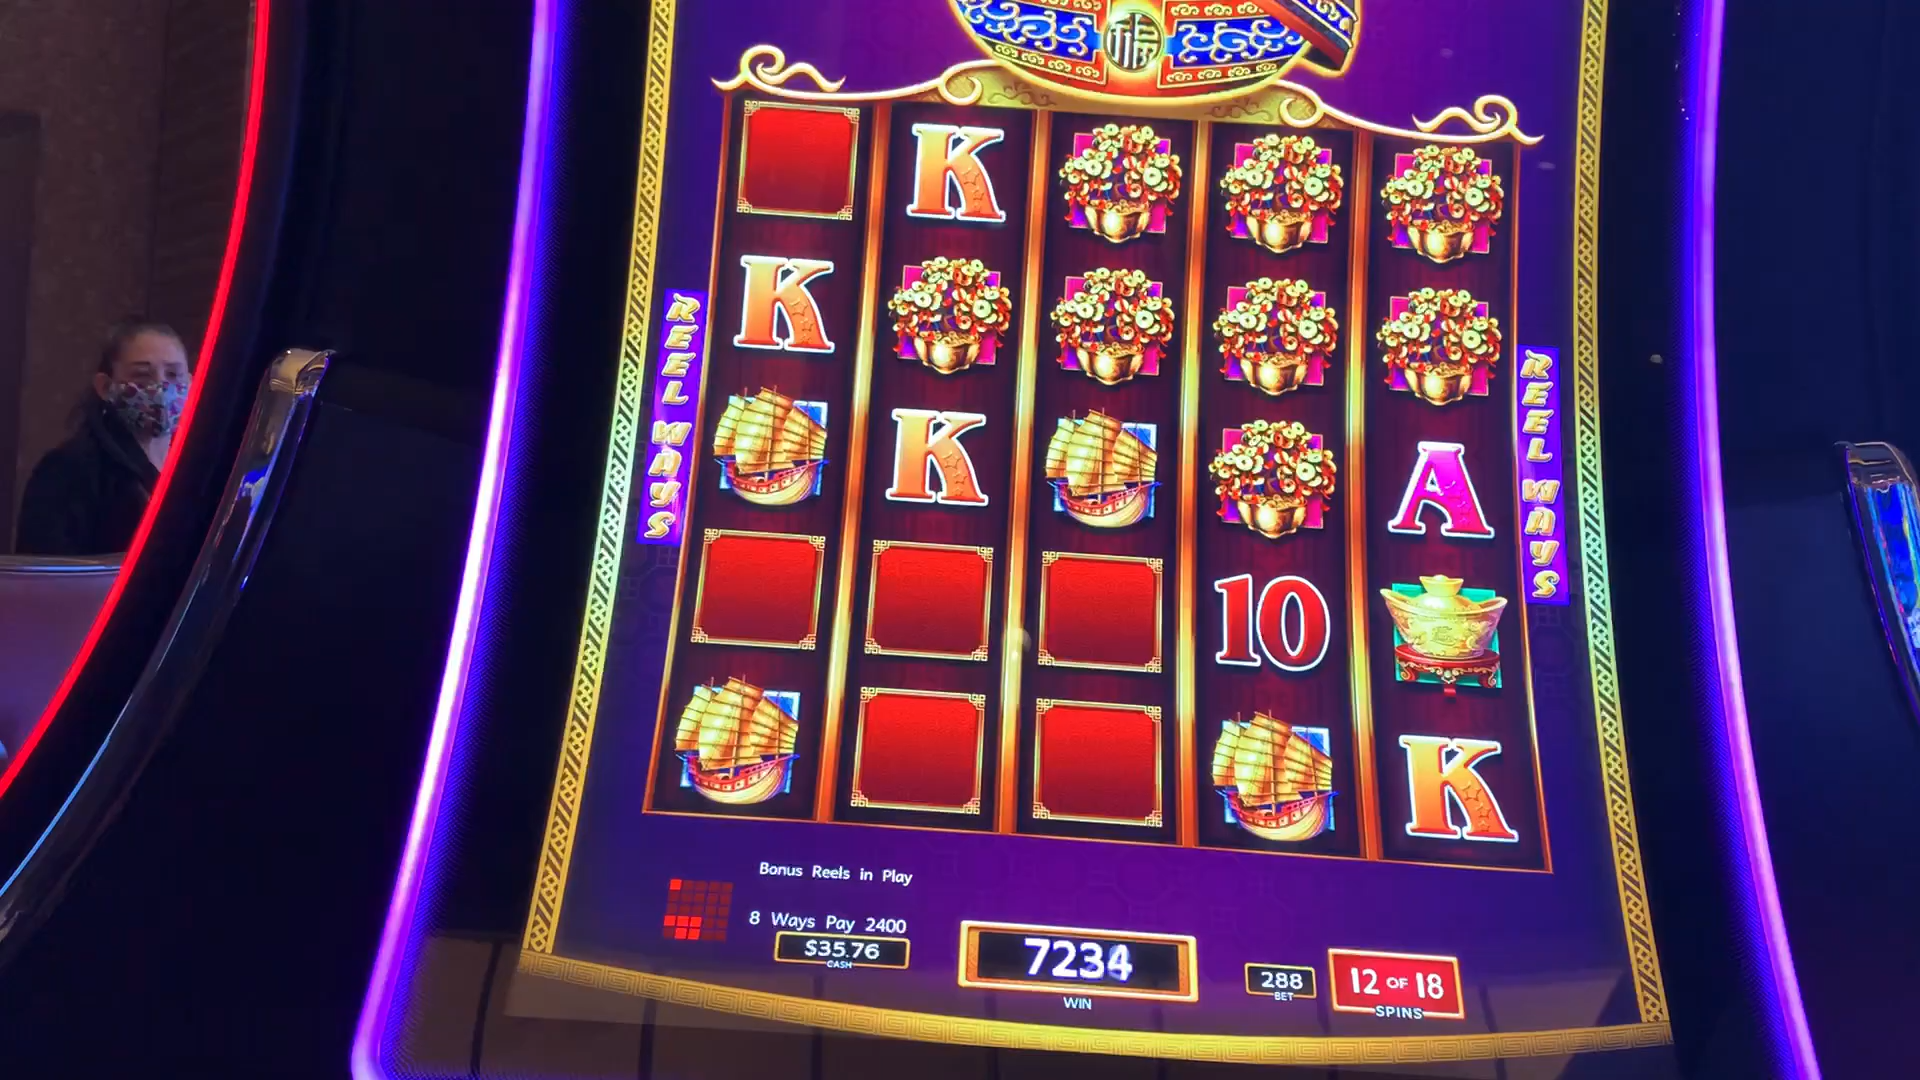 福
K
K
REEL WAYS
REEL WAYS
K
A
10
K
Bonus Reels in Play
8 Ways Pay 2400
$35.76
CASH
7234
WIN
288
BET
12 OF 18
SPINS